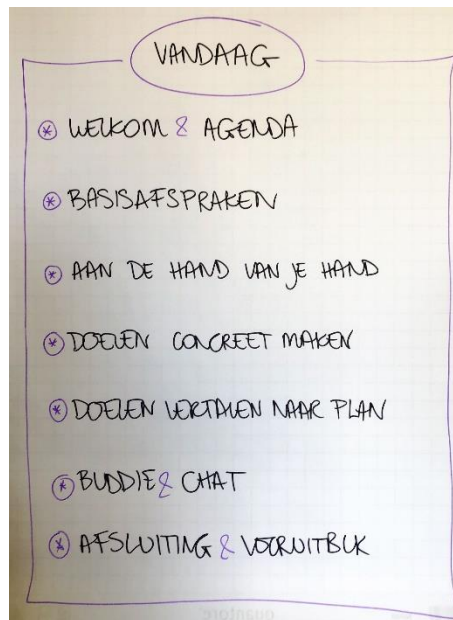 VANDAAG
WELKOM & AGENDA
BASISAFSPRAKEN
AAN DE HAND VAN JE HAND
DOELEN CONCREET MAKEN
DOELEN VERTALEN NAAR PLAN
BUDDIE & CHAT
AFSLUITING & VOORUITBLIK
quantore